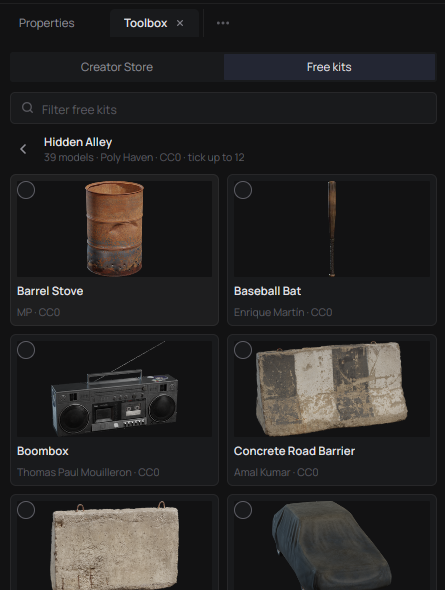 Properties
Toolbox
Creator Store
Free kits
Filter free kits
Hidden Alley
39 models · Poly Haven · CC0 · tick up to 12
Barrel Stove
MP · CC0
Baseball Bat
Enrique Martin · CC0
Boombox
Thomas Paul Mouilleron · CC0
Concrete Road Barrier
Amal Kumar · CC0